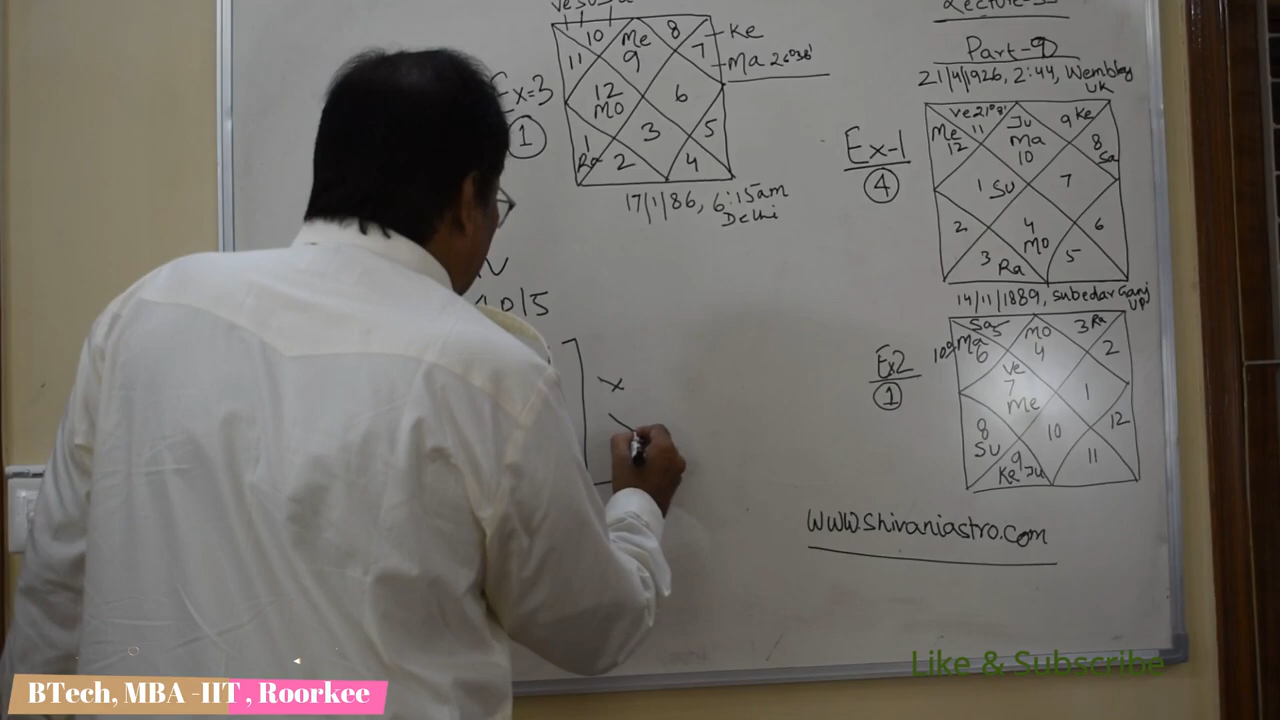 Ve Su
10
Me
9
8
Ke
11
7
Ma 26°38'
Ex=3
12
MO
6
1
1
Ra
3
5
2
4
17/1/86, 6:15am
Delhi
10/5
x
Part-9
21/4/1926, 2:44, Wembley
UK
Ex-1
4
Me
12
Ve 21°8'
11
Ju
Ma
10
9 Ke
8
Sa
1 SU
7
2
4
MO
6
3
Ra
5
14/11/1889, Subedar Ganj
UP
Ex2
1
Sa
5
Ma
6
MO
4
3 Ra
2
Ve
7
Me
1
8
SU
10
12
9
Ke Ju
11
www.shivaniastro.com
Like & Subscribe
BTech, MBA -IIT , Roorkee